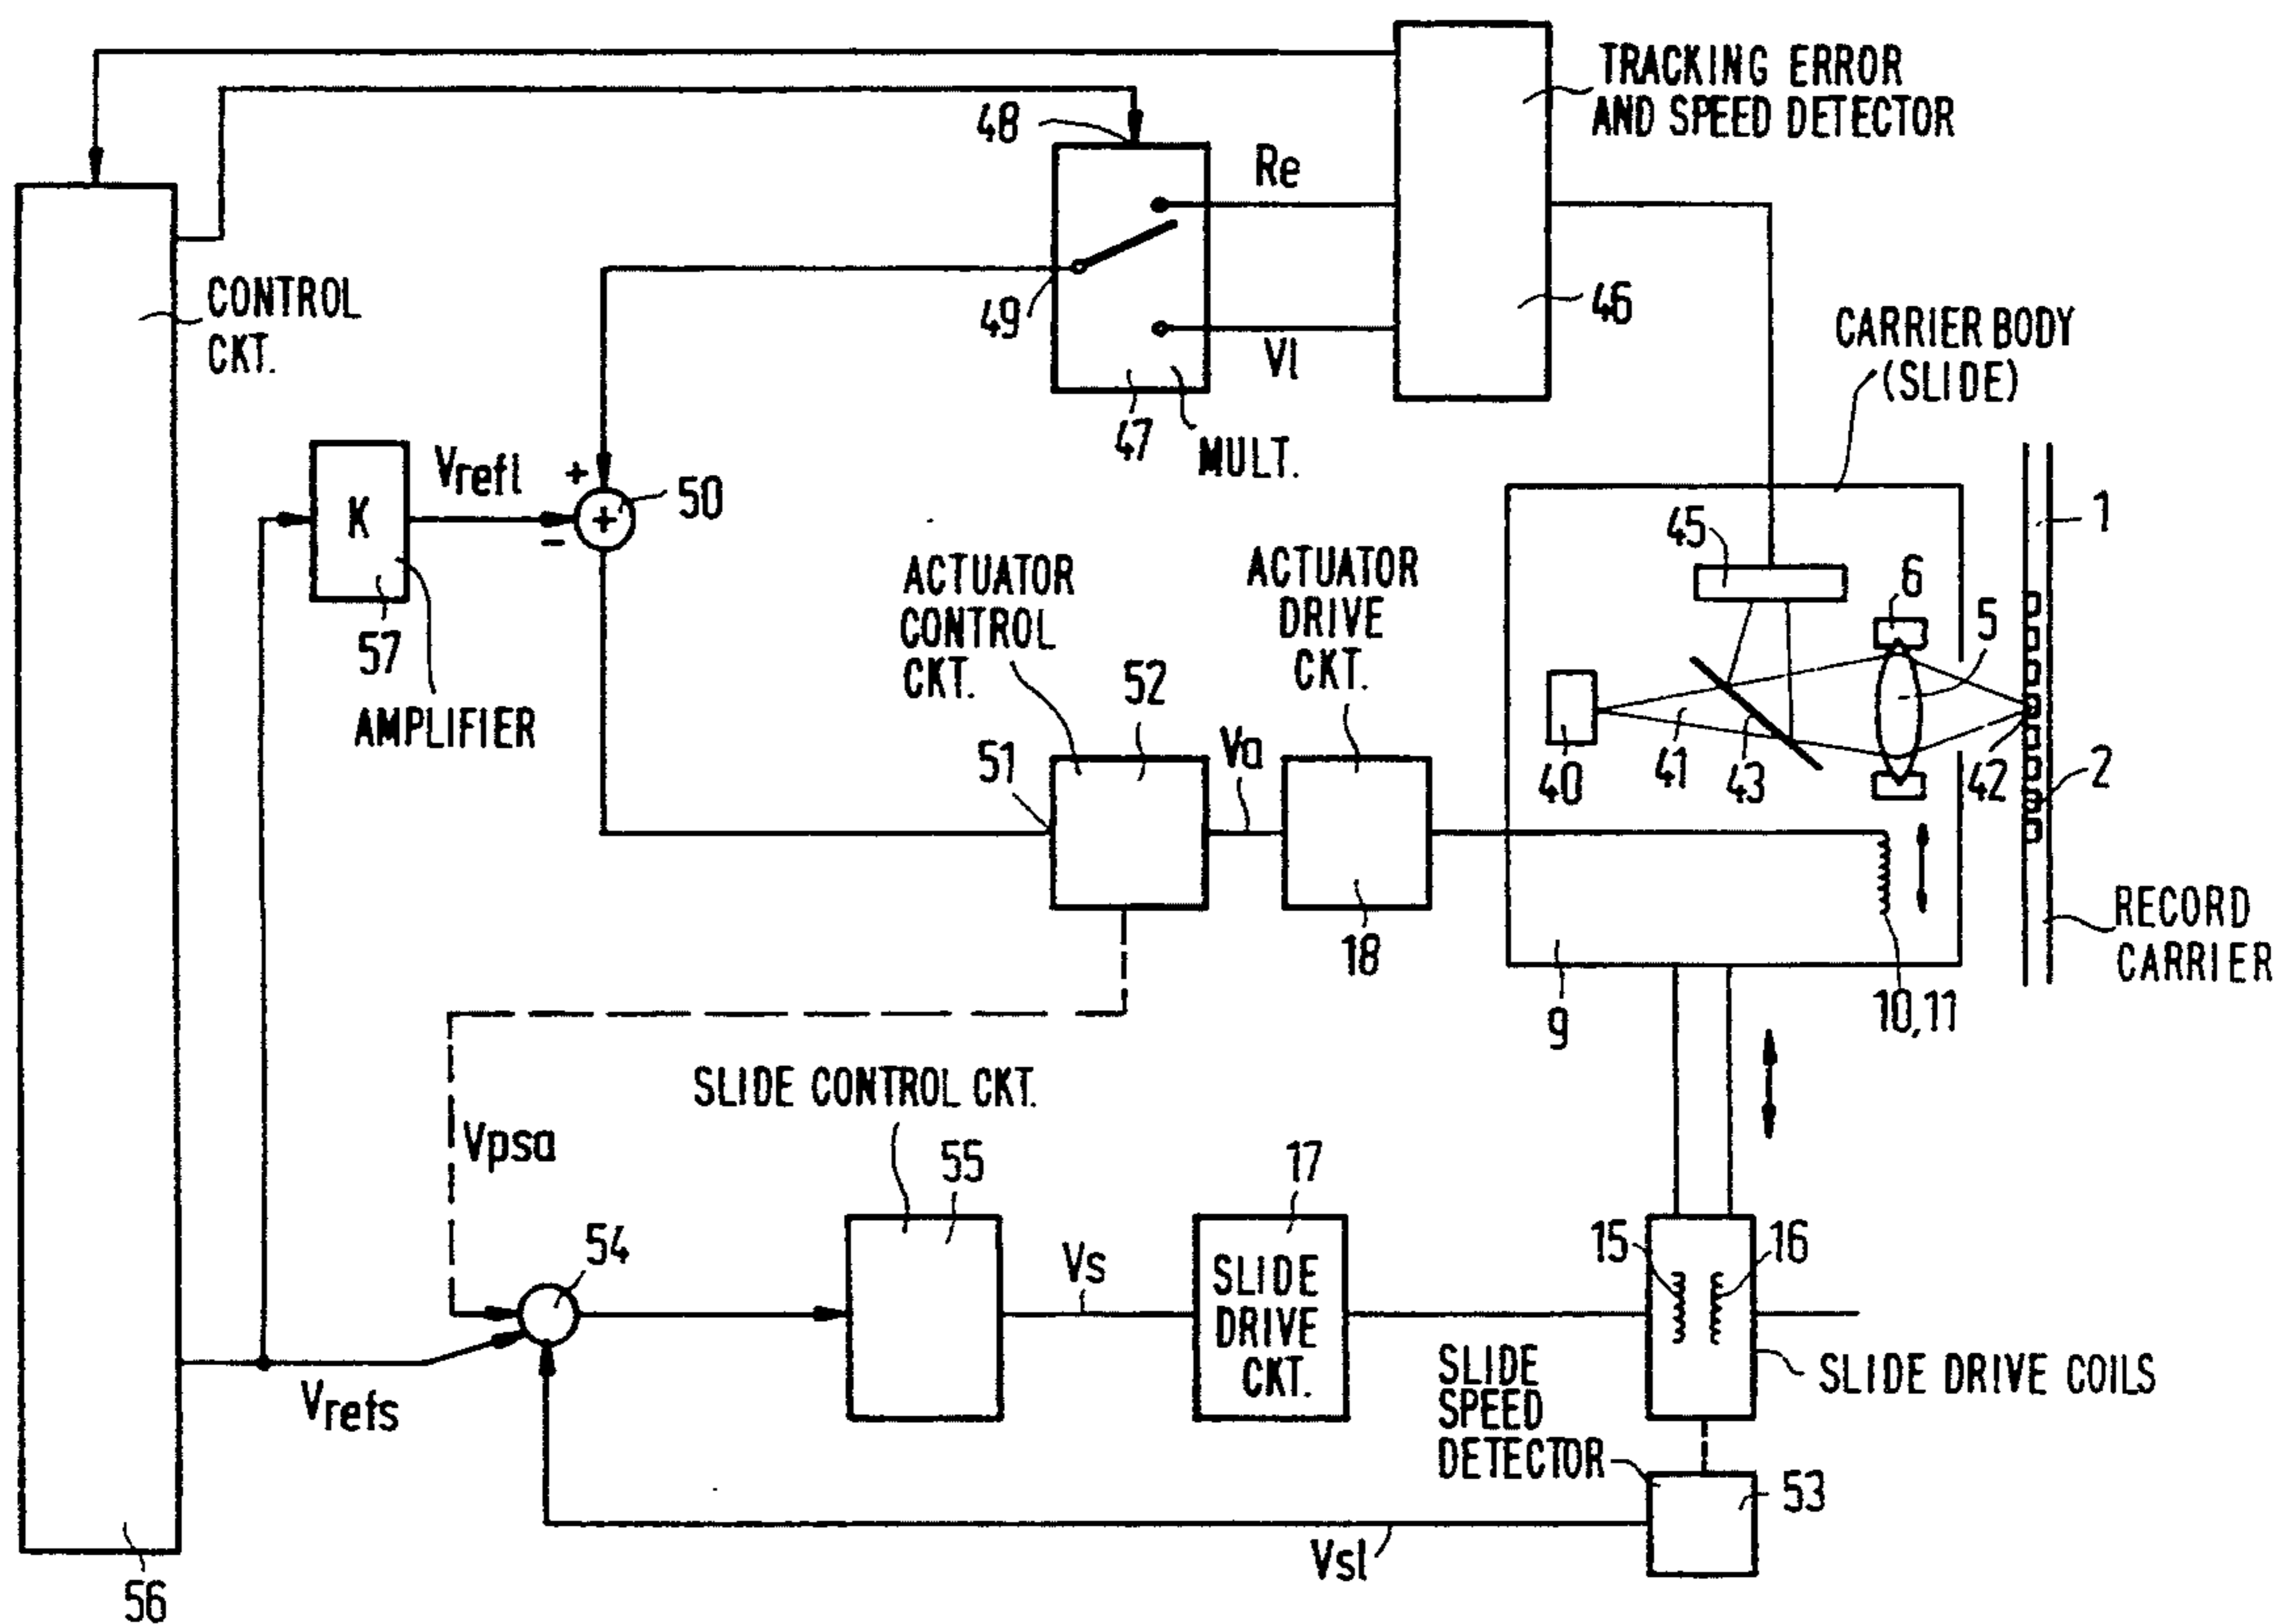 TRACKING ERROR
AND SPEED DETECTOR
48
Re
CONTROL
CKT.
49
46
Vl
CARRIER BODY
(SLIDE)
47
MULT.
K
Vrefl
+
+
−
50
57
AMPLIFIER
45
6
5
1
ACTUATOR
CONTROL
CKT.
52
ACTUATOR
DRIVE
CKT.
51
Va
40
41
43
42
2
18
9
10,11
RECORD
CARRIER
SLIDE CONTROL CKT.
Vpsa
55
17
54
Vs
SLIDE
DRIVE
CKT.
15
16
SLIDE
SPEED
DETECTOR
SLIDE DRIVE COILS
Vrefs
53
Vsl
56